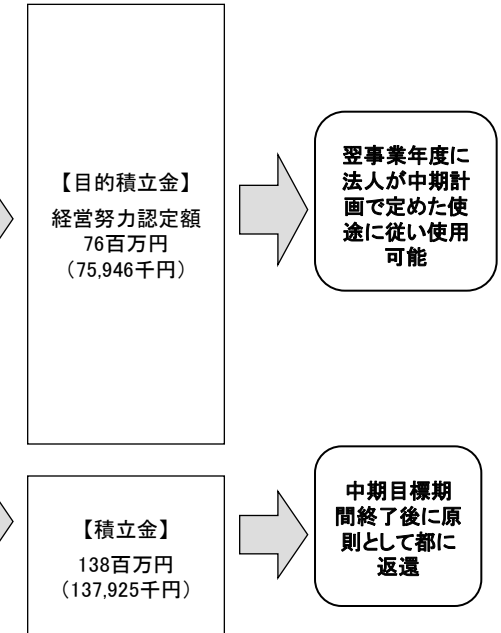 【目的積立金】
経営努力認定額
76百万円
（75,946千円）
翌事業年度に
法人が中期計
画で定めた使
途に従い使用
可能
【積立金】
138百万円
（137,925千円）
中期目標期
間終了後に原
則として都に
返還